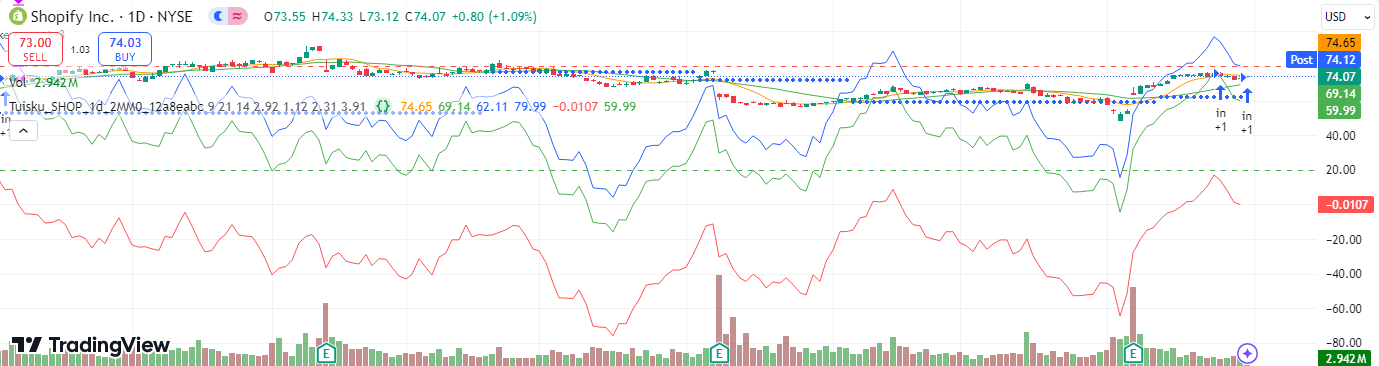 Shopify Inc. · 1D · NYSE O73.55 H74.33 L73.12 C74.07 +0.80 (+1.09%)
USD
73.00
SELL
1.03
74.03
BUY
Vol 2.942 M
Tuisku_SHOP_1d_2MM0_12a8eabc 9 21 14 2.92 1.12 2.31 3.91 {} 74.65 69.14 62.11 79.99 −0.0107 59.99
in
+1
in
+1
in
+1
74.65
Post 74.12
74.07
69.14
59.99
40.00
20.00
−0.0107
−20.00
−40.00
−60.00
−80.00
2.942 M
E
E
E
TradingView